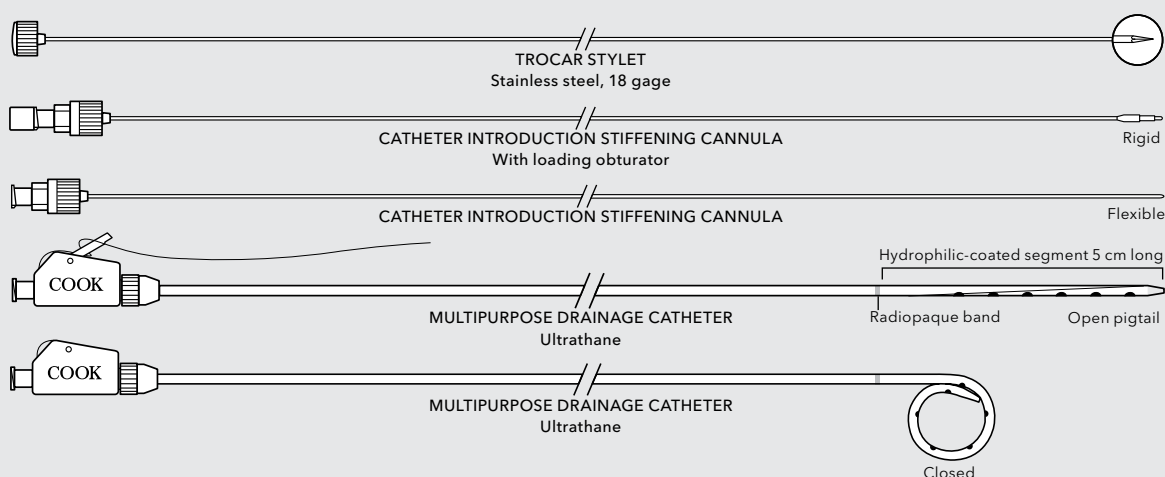 TROCAR STYLET
Stainless steel, 18 gage
CATHETER INTRODUCTION STIFFENING CANNULA
With loading obturator
Rigid
CATHETER INTRODUCTION STIFFENING CANNULA
Flexible
Hydrophilic-coated segment 5 cm long
COOK
MULTIPURPOSE DRAINAGE CATHETER
Ultrathane
Radiopaque band
Open pigtail
COOK
MULTIPURPOSE DRAINAGE CATHETER
Ultrathane
Closed